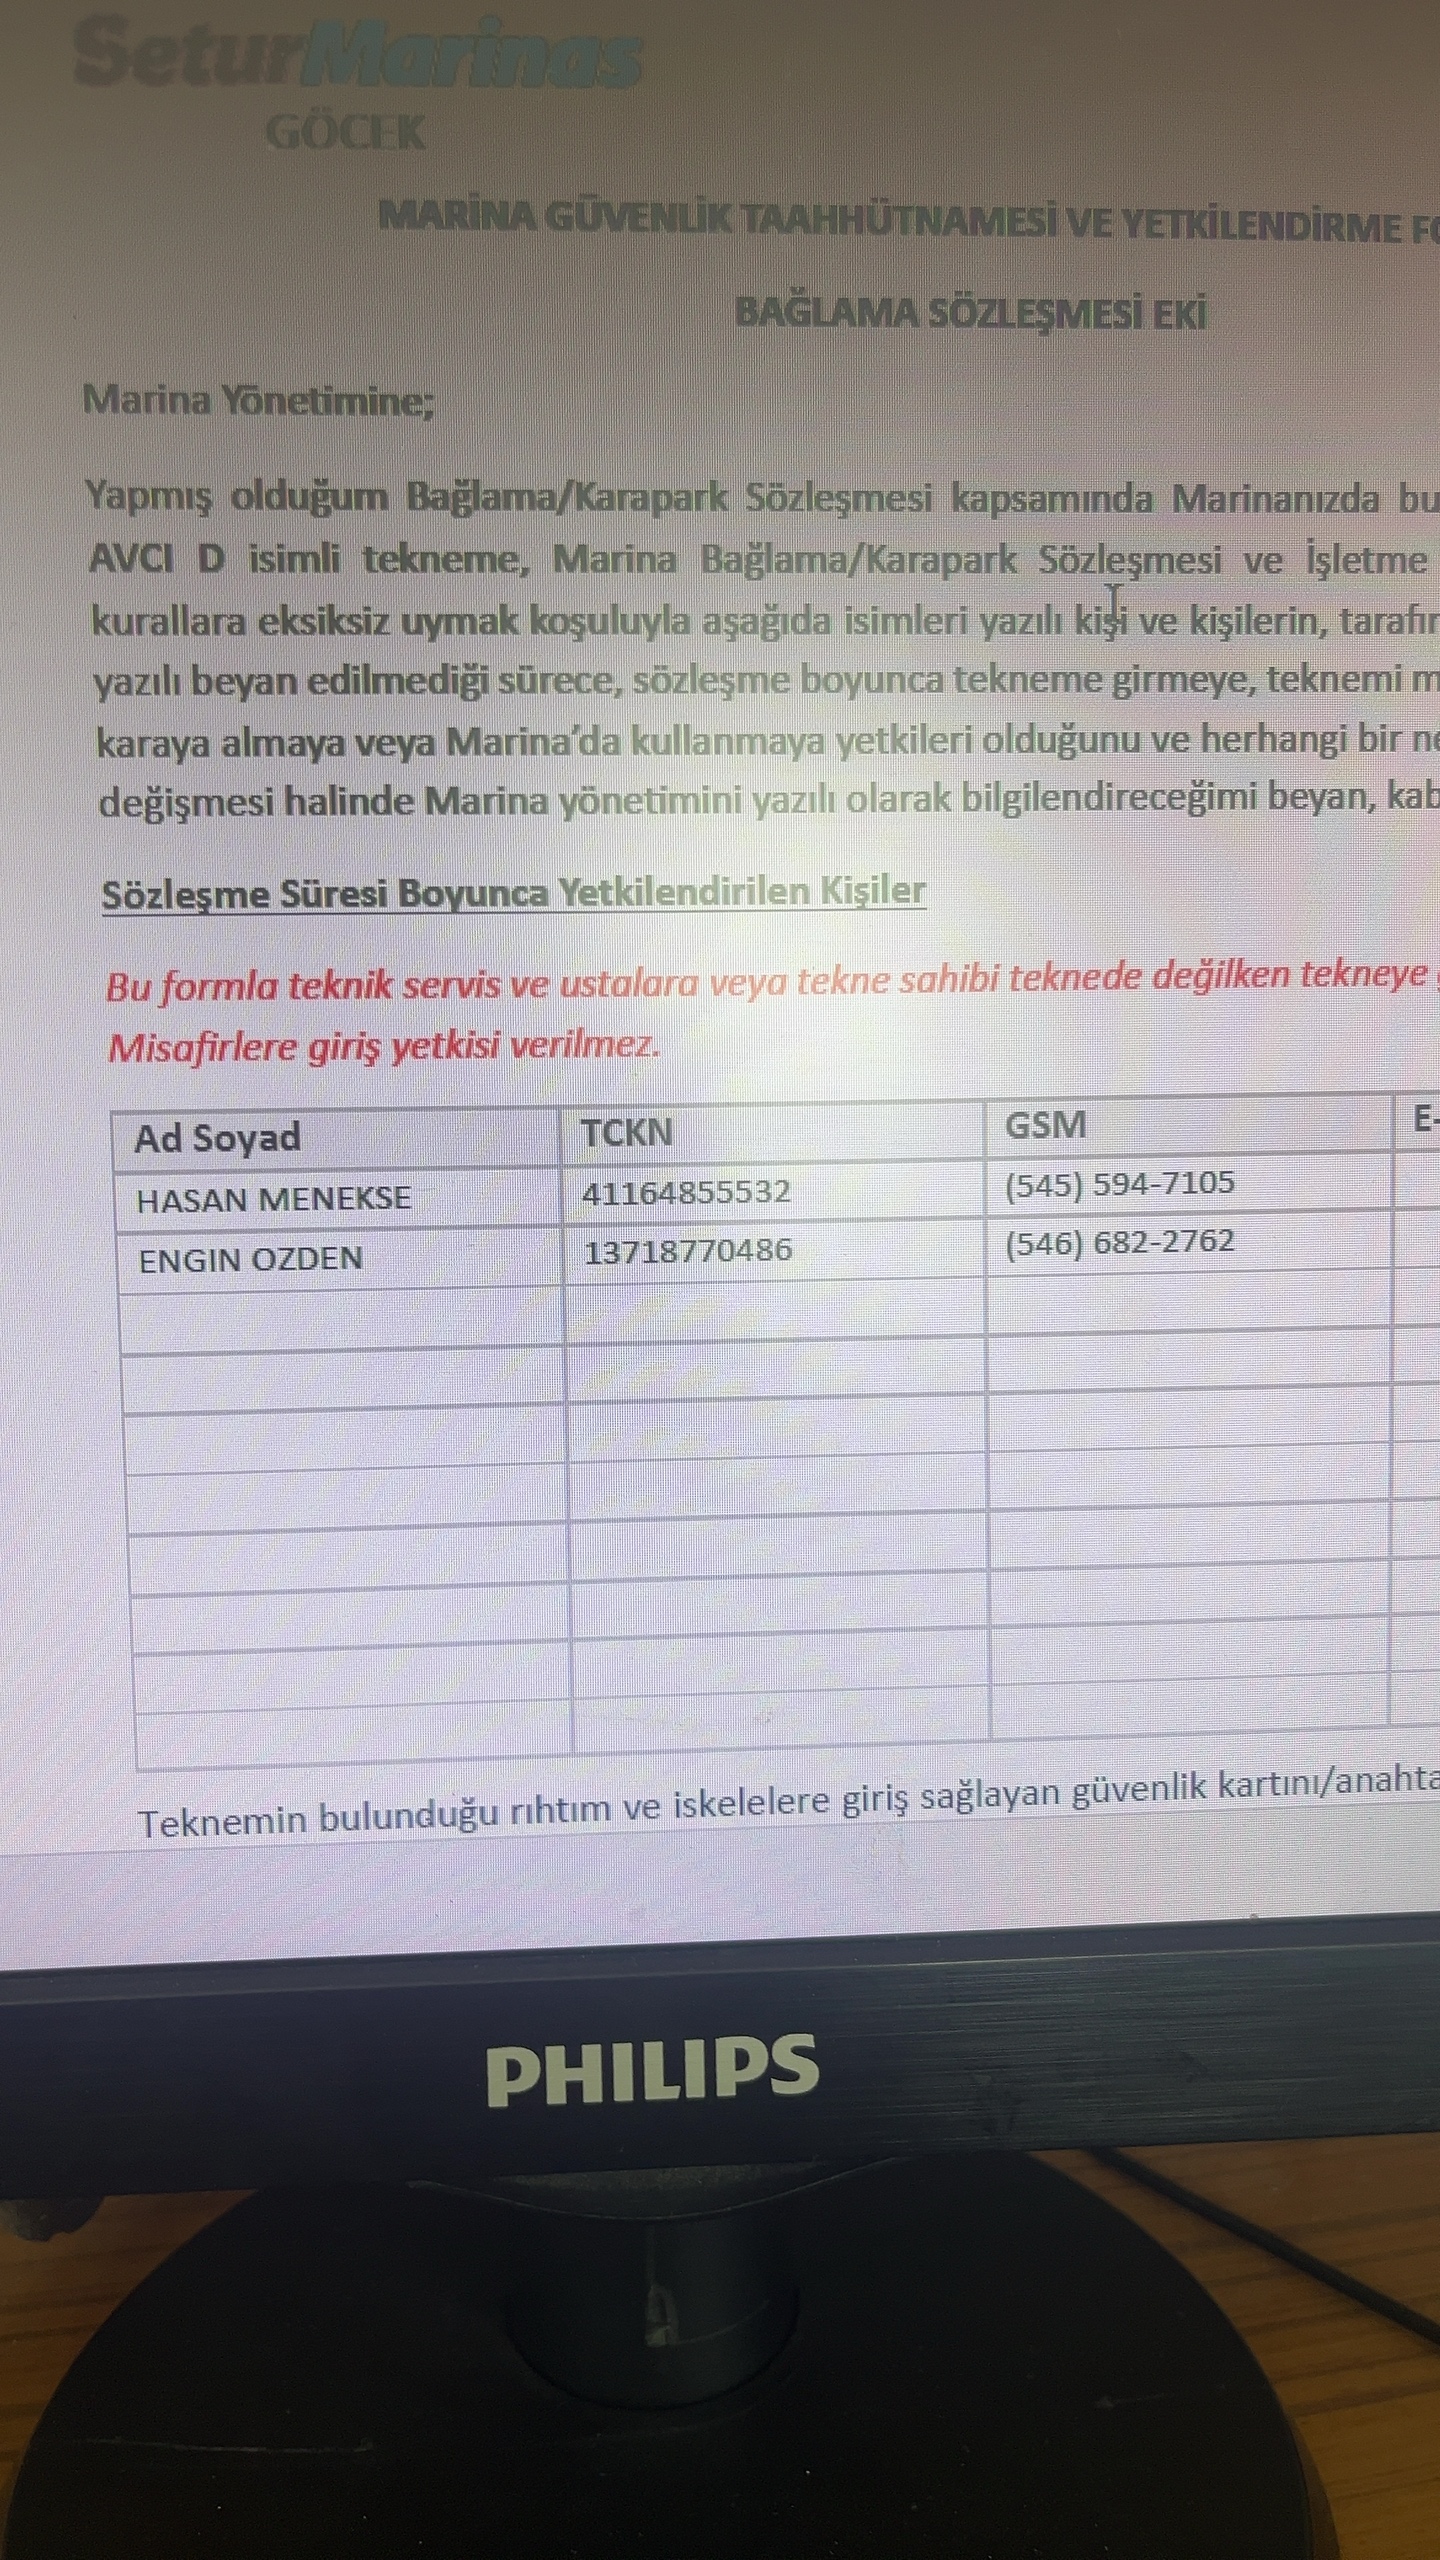 SeturMarinas
GÖCEK
MARİNA GÜVENLİK TAAHHÜTNAMESİ VE YETKİLENDİRME
BAĞLAMA SÖZLEŞMESİ EKİ
Marina Yönetimine;
Yapmış olduğum Bağlama/Karapark Sözleşmesi kapsamında Marinanızda
AVCI D isimli tekneme, Marina Bağlama/Karapark Sözleşmesi ve İşletme
kurallara eksiksiz uymak koşuluyla aşağıda isimleri yazılı kişi ve kişilerin,
yazılı beyan edilmediği sürece, sözleşme boyunca tekneme girmeye, teknemi
karaya almaya veya Marina'da kullanmaya yetkileri olduğunu ve herhangi bir
değişmesi halinde Marina yönetimini yazılı olarak bilgilendireceğimi beyan,
Sözleşme Süresi Boyunca Yetkilendirilen Kişiler
Bu formla teknik servis ve ustalara veya tekne sahibi teknede değilken tekneye
Misafirlere giriş yetkisi verilmez.
Ad Soyad TCKN GSM E-
HASAN MENEKSE 41164855532 (545) 594-7105
ENGIN OZDEN 13718770486 (546) 682-2762
Teknemin bulunduğu rıhtım ve iskelelere giriş sağlayan güvenlik kartını/anahta
PHILIPS